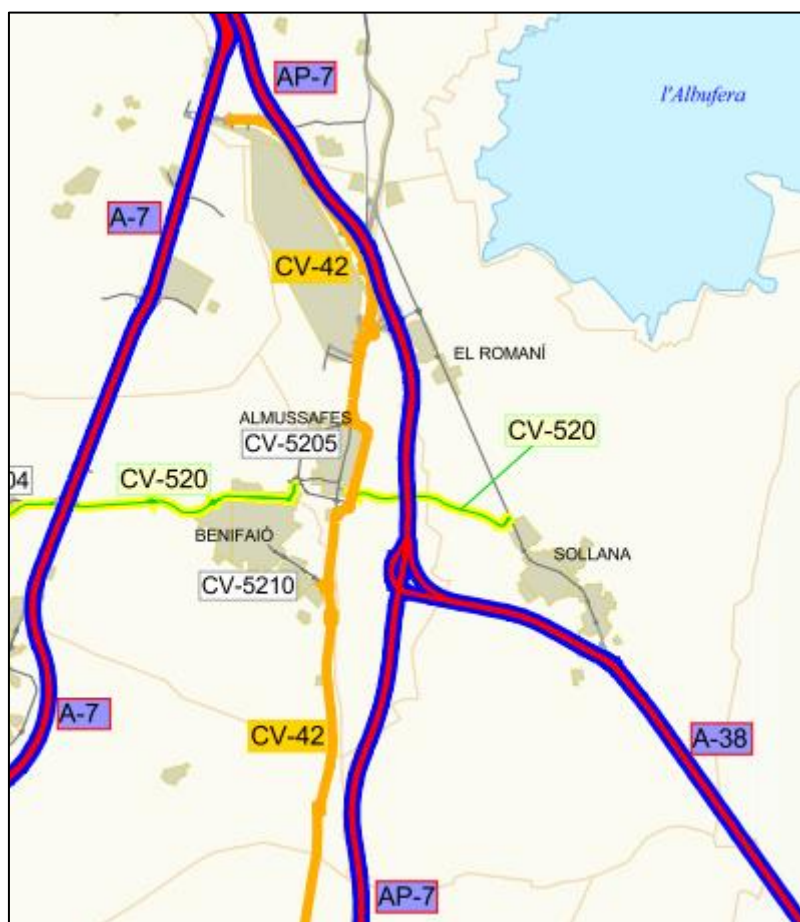 AP-7
l'Albufera
A-7
CV-42
EL ROMANÍ
ALMUSSAFES
CV-520
CV-5205
04
CV-520
BENIFAIÓ
SOLLANA
CV-5210
A-7
CV-42
A-38
AP-7